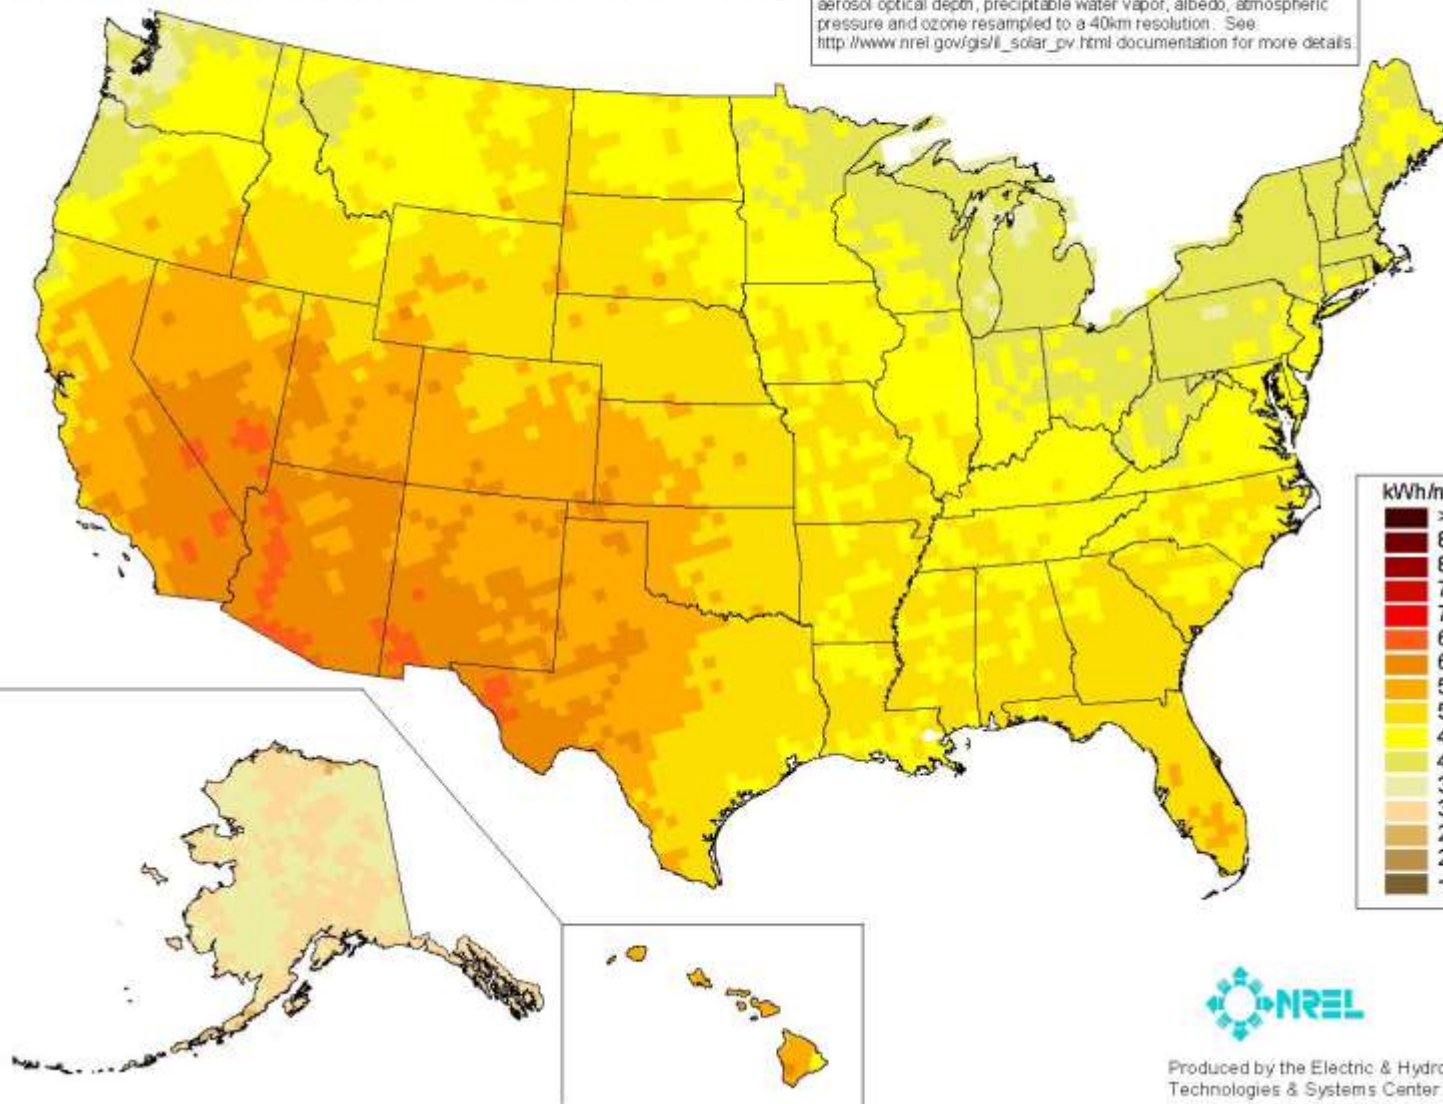 aerosol optical depth, precipitable water vapor, albedo, atmospheric
pressure and ozone resampled to a 40km resolution. See
http://www.nrel.gov/gis/il_solar_pv.html documentation for more details.
kWh/
NREL
Produced by the Electric & Hydro
Technologies & Systems Center